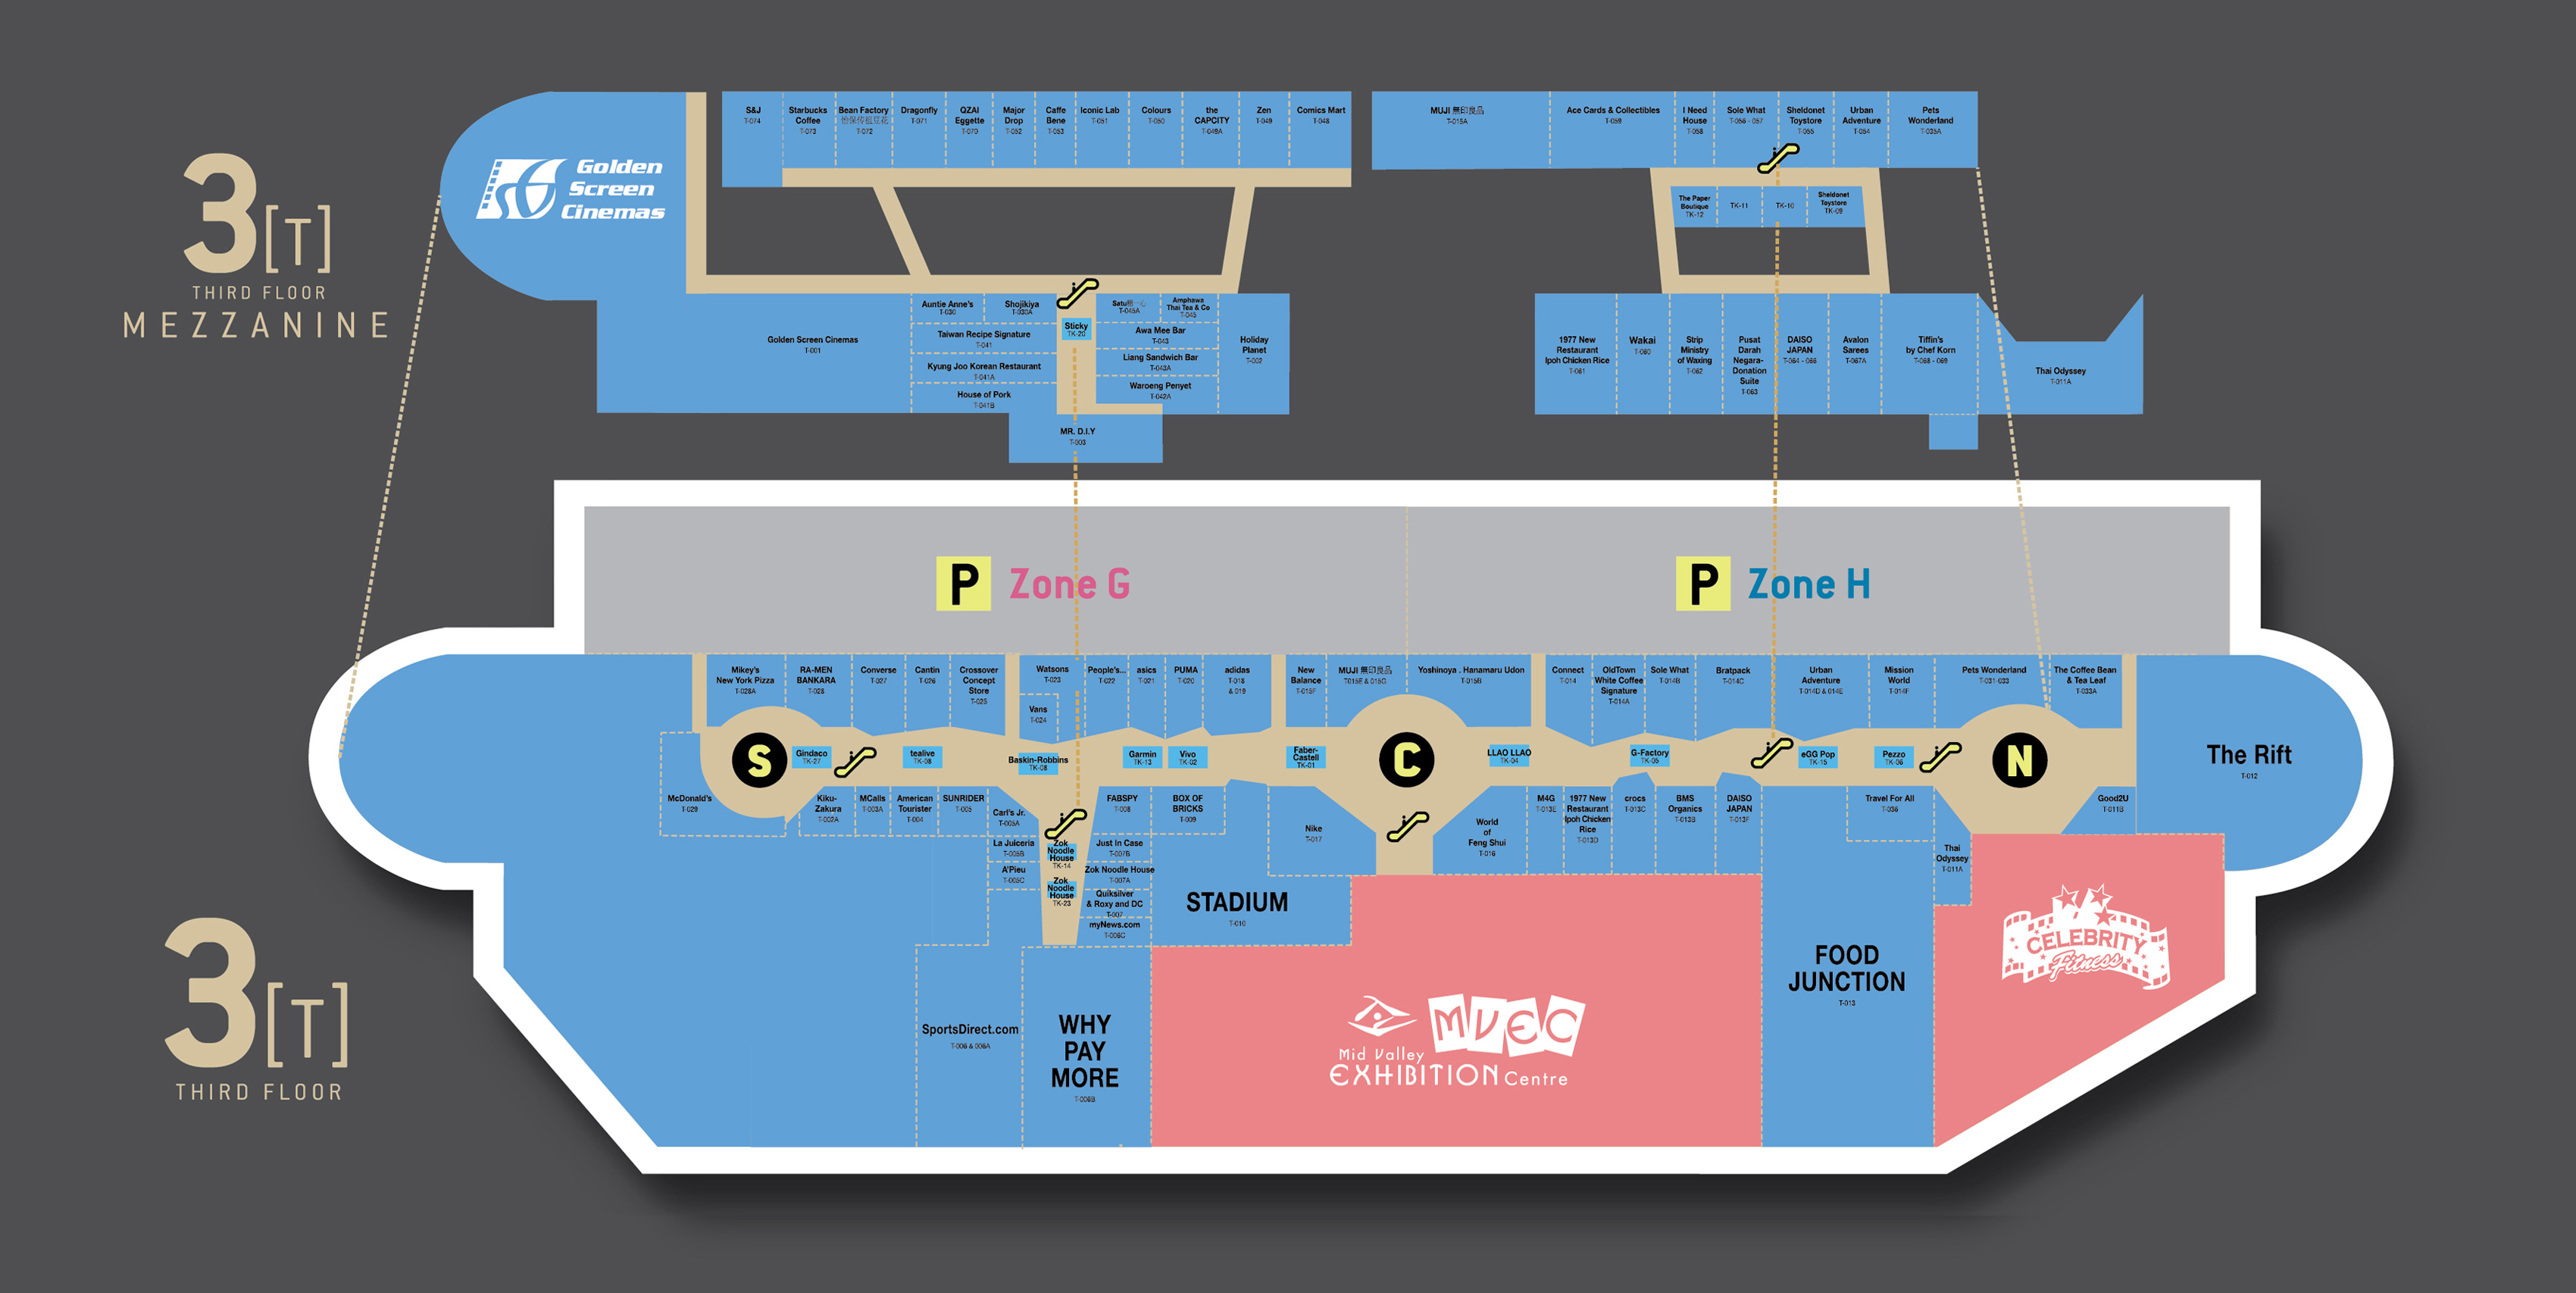 3[T]
THIRD FLOOR
MEZZANINE
Golden
Screen
Cinemas
S&J
T-074
Starbucks
Coffee
T-073
Bean Factory
怡保传祖豆花
T-072
Dragonfly
T-071
QZAI
Eggette
T-070
Major
Drop
T-052
Caffe
Bene
T-053
Iconic Lab
T-051
Colours
T-050
the
CAPCITY
T-049A
Zen
T-049
Comics Mart
T-048
MUJI 無印良品
T-015A
Ace Cards & Collectibles
T-059
I Need
House
T-058
Sole What
T-056 - 057
Sheldonet
Toystore
T-055
Urban
Adventure
T-054
Pets
Wonderland
T-035A
The Paper
Boutique
TK-12
TK-11
TK-10
Sheldonet
Toystore
TK-09
Golden Screen Cinemas
T-001
Auntie Anne's
T-030
Shojikiya
T-030A
Taiwan Recipe Signature
T-041
Kyung Joo Korean Restaurant
T-041A
House of Pork
T-041B
Sticky
TK-20
Satu
T-045A
Amphawa
Thai Tea & Co
T-045
Awa Mee Bar
T-043
Liang Sandwich Bar
T-043A
Waroeng Penyet
T-042A
Holiday
Planet
T-002
MR. D.I.Y
T-003
1977 New
Restaurant
Ipoh Chicken Rice
T-061
Wakai
T-060
Strip
Ministry
of Waxing
T-062
Pusat
Darah
Negara-
Donation
Suite
T-063
DAISO
JAPAN
T-064 - 066
Avalon
Sarees
T-067A
Tiffin's
by Chef Korn
T-068 - 069
Thai Odyssey
T-011A
P Zone G
P Zone H
Mikey's
New York Pizza
T-028A
RA-MEN
BANKARA
T-028
Converse
T-027
Cantin
T-026
Crossover
Concept
Store
T-025
Watsons
T-023
Vans
T-024
People's...
T-022
asics
T-021
PUMA
T-020
adidas
T-018
& 019
New
Balance
T-015F
MUJI 無印良品
T015E & 015G
Yoshinoya . Hanamaru Udon
T-015B
Connect
T-014
OldTown
White Coffee
Signature
T-014A
Sole What
T-014B
Bratpack
T-014C
Urban
Adventure
T-014D & 014E
Mission
World
T-014F
Pets Wonderland
T-031-033
The Coffee Bean
& Tea Leaf
T-033A
S
Gindaco
TK-27
tealive
TK-08
Baskin-Robbins
TK-08
Garmin
TK-13
Vivo
TK-02
Faber-
Castell
TK-01
C
LLAO LLAO
TK-04
G-Factory
TK-05
eGG Pop
TK-15
Pezzo
TK-06
N
The Rift
T-012
McDonald's
T-029
Kiku-
Zakura
T-002A
MCalls
T-003A
American
Tourister
T-004
SUNRIDER
T-005
Carl's Jr.
T-005A
La Juiceria
T-005B
A'Pieu
T-005C
Zok
Noodle
House
TK-14
Zok
Noodle
House
TK-23
FABSPY
T-008
BOX OF
BRICKS
T-009
Just In Case
T-007B
Zok Noodle House
T-007A
Quiksilver
& Roxy and DC
T-007
myNews.com
T-006C
STADIUM
T-010
Nike
T-017
World
of
Feng Shui
T-016
M4G
T-013E
1977 New
Restaurant
Ipoh Chicken
Rice
T-013D
crocs
T-013C
BMS
Organics
T-013B
DAISO
JAPAN
T-013F
Travel For All
T-036
Thai
Odyssey
T-011A
Good2U
T-011B
SportsDirect.com
T-006 & 006A
WHY
PAY
MORE
T-006B
Mid Valley
EXHIBITION Centre
MVEC
FOOD
JUNCTION
T-013
CELEBRITY
Fitness
3[T]
THIRD FLOOR